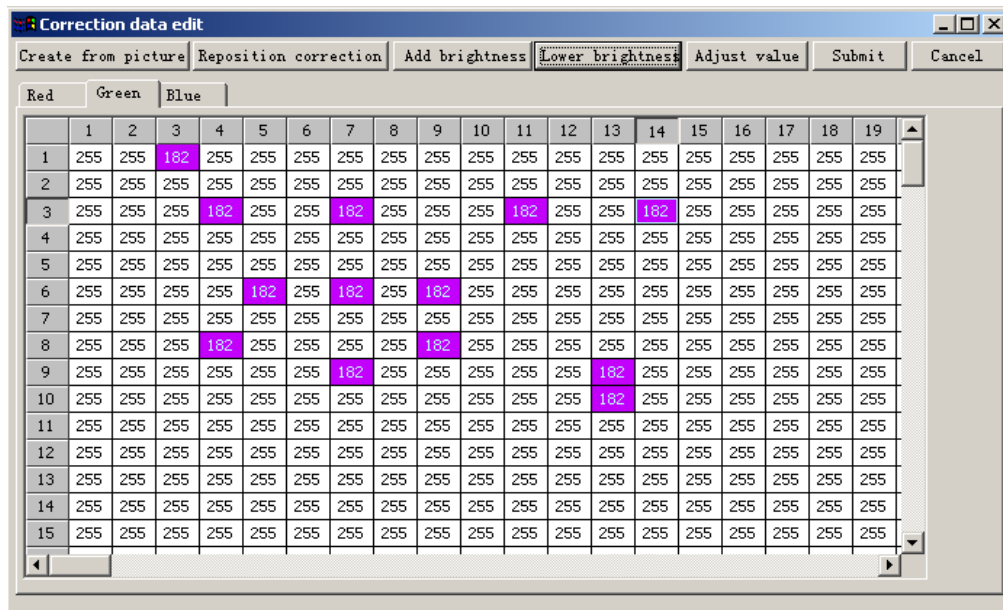 Correction data edit
Create from picture Reposition correction Add brightness Lower brightness Adjust value Submit Cancel
Red Green Blue
1 2 3 4 5 6 7 8 9 10 11 12 13 14 15 16 17 18 19
1 255 255 182 255 255 255 255 255 255 255 255 255 255 255 255 255 255 255 255
2 255 255 255 255 255 255 255 255 255 255 255 255 255 255 255 255 255 255 255
3 255 255 255 182 255 255 182 255 255 255 182 255 255 182 255 255 255 255 255
4 255 255 255 255 255 255 255 255 255 255 255 255 255 255 255 255 255 255 255
5 255 255 255 255 255 255 255 255 255 255 255 255 255 255 255 255 255 255 255
6 255 255 255 255 182 255 182 255 182 255 255 255 255 255 255 255 255 255 255
7 255 255 255 255 255 255 255 255 255 255 255 255 255 255 255 255 255 255 255
8 255 255 255 182 255 255 255 255 182 255 255 255 255 255 255 255 255 255 255
9 255 255 255 255 255 255 182 255 255 255 255 255 182 255 255 255 255 255 255
10 255 255 255 255 255 255 255 255 255 255 255 255 182 255 255 255 255 255 255
11 255 255 255 255 255 255 255 255 255 255 255 255 255 255 255 255 255 255 255
12 255 255 255 255 255 255 255 255 255 255 255 255 255 255 255 255 255 255 255
13 255 255 255 255 255 255 255 255 255 255 255 255 255 255 255 255 255 255 255
14 255 255 255 255 255 255 255 255 255 255 255 255 255 255 255 255 255 255 255
15 255 255 255 255 255 255 255 255 255 255 255 255 255 255 255 255 255 255 255